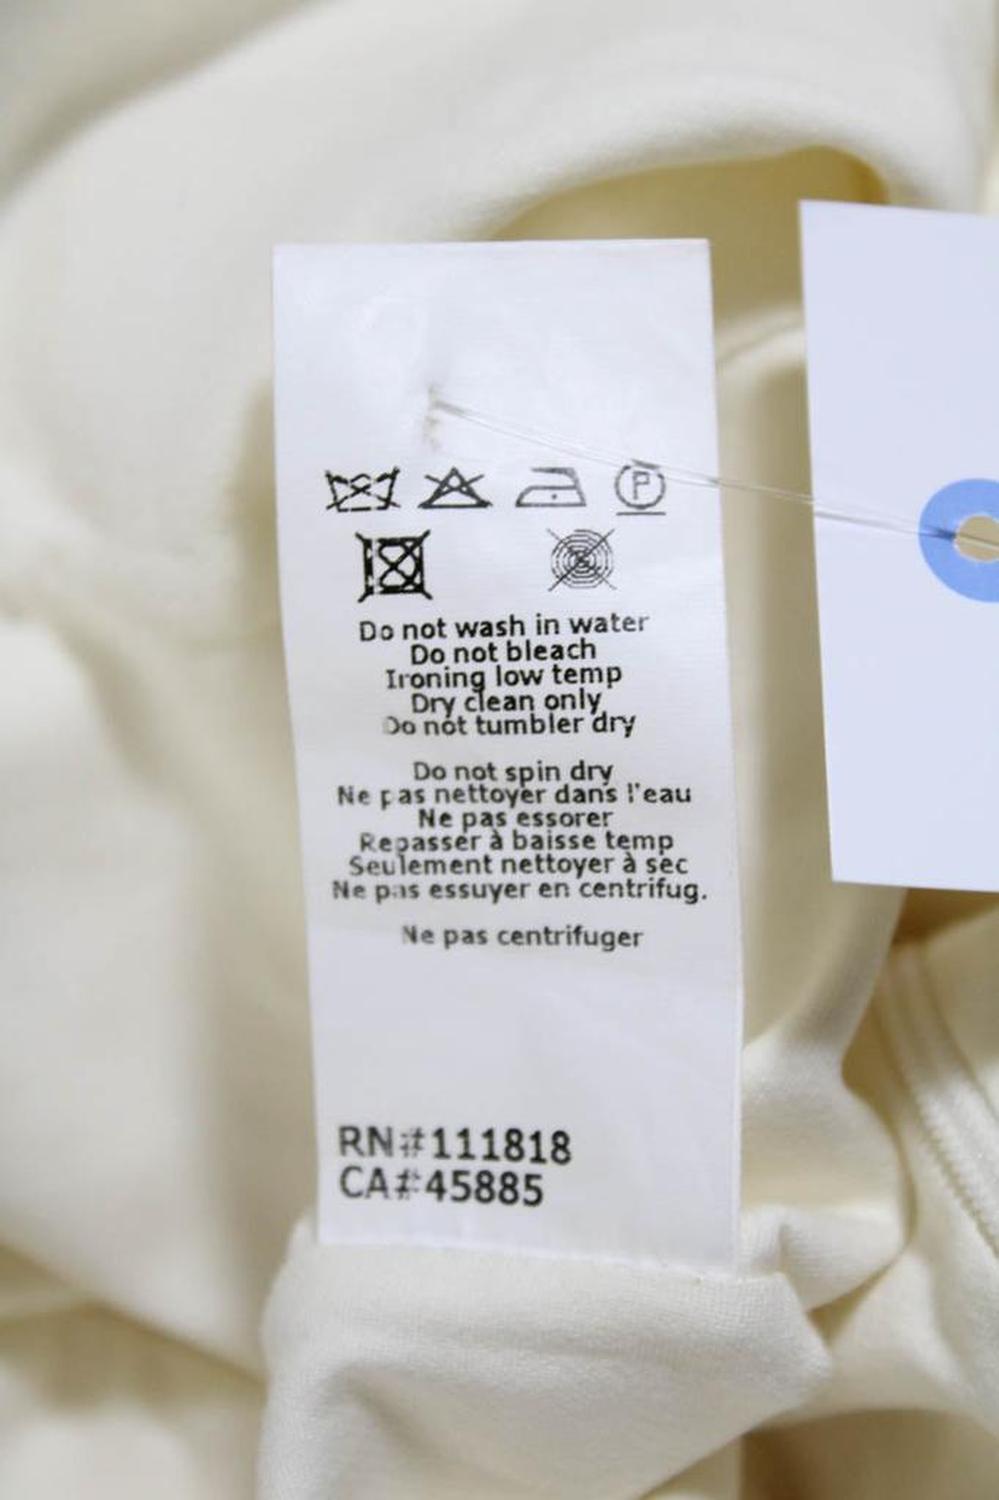 P
Do not wash in water
Do not bleach
Ironing low temp
Dry clean only
Do not tumbler dry
Do not spin dry
Ne pas nettoyer dans l'eau
Ne pas essorer
Repasser à baisse temp
Seulement nettoyer à sec
Ne pas essuyer en centrifug.
Ne pas centrifuger
RN#111818
CA#45885